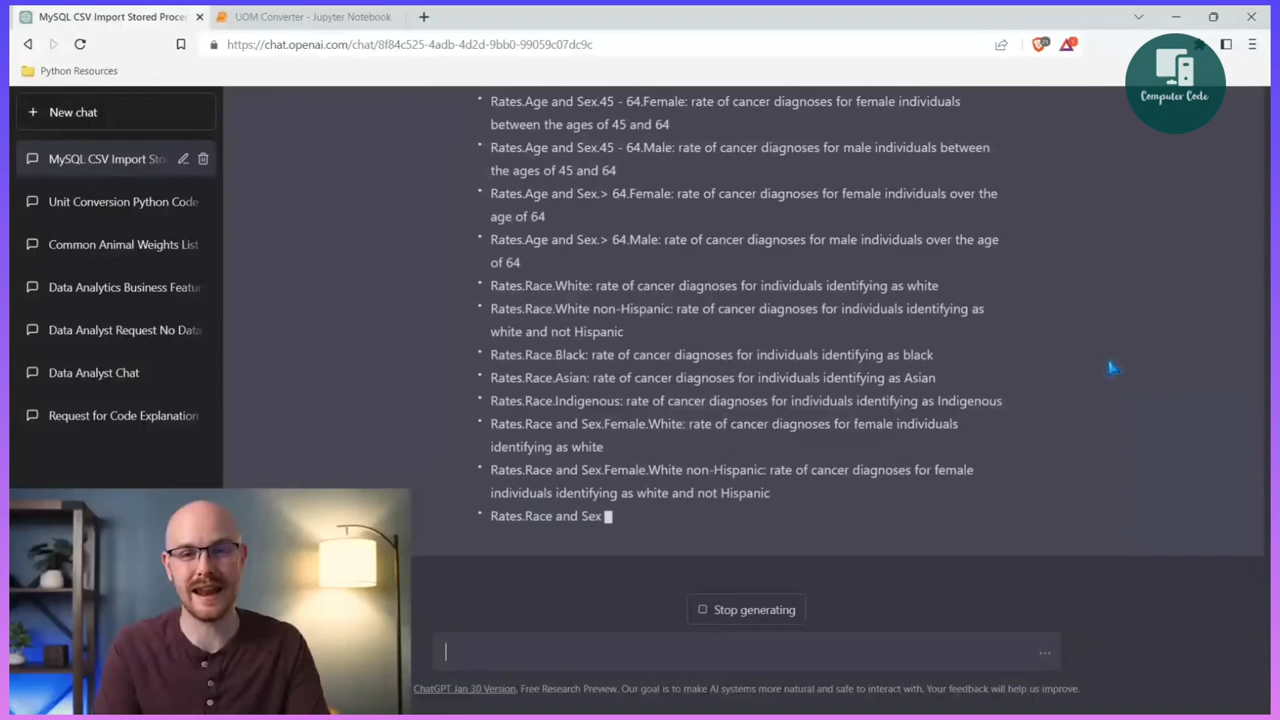 MySQL CSV Import Stored Proce
UOM Converter - Jupyter Notebook
https://chat.openai.com/chat/8f84c525-4adb-4d2d-9bb0-99059c07dc9c
Python Resources
Computer Code
New chat
MySQL CSV Import Sto
Unit Conversion Python Code
Common Animal Weights List
Data Analytics Business Featu
Data Analyst Request No Data
Data Analyst Chat
Request for Code Explanation
Rates.Age and Sex.45 - 64.Female: rate of cancer diagnoses for female individuals
between the ages of 45 and 64
Rates.Age and Sex.45 - 64.Male: rate of cancer diagnoses for male individuals between
the ages of 45 and 64
Rates.Age and Sex.> 64.Female: rate of cancer diagnoses for female individuals over the
age of 64
Rates.Age and Sex.> 64.Male: rate of cancer diagnoses for male individuals over the age
of 64
Rates.Race.White: rate of cancer diagnoses for individuals identifying as white
Rates.Race.White non-Hispanic: rate of cancer diagnoses for individuals identifying as
white and not Hispanic
Rates.Race.Black: rate of cancer diagnoses for individuals identifying as black
Rates.Race.Asian: rate of cancer diagnoses for individuals identifying as Asian
Rates.Race.Indigenous: rate of cancer diagnoses for individuals identifying as Indigenous
Rates.Race and Sex.Female.White: rate of cancer diagnoses for female individuals
identifying as white
Rates.Race and Sex.Female.White non-Hispanic: rate of cancer diagnoses for female
individuals identifying as white and not Hispanic
Rates.Race and Sex
Stop generating
ChatGPT Jan 30 Version. Free Research Preview. Our goal is to make AI systems more natural and safe to interact with. Your feedback will help us improve.